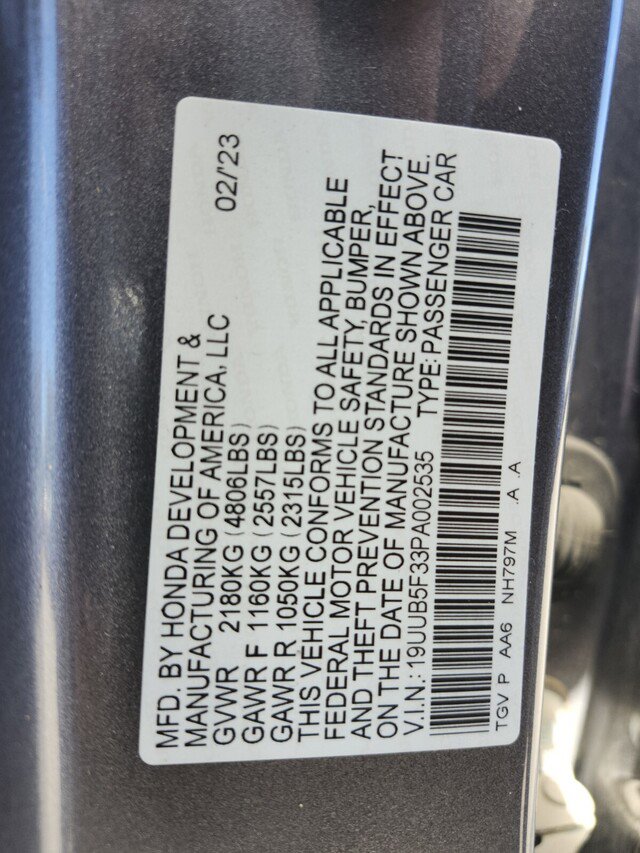 MFD. BY HONDA DEVELOPMENT & 02/'23
MANUFACTURING OF AMERICA, LLC
GVWR 2180KG (4806LBS)
GAWR F 1160KG (2557LBS)
GAWR R 1050KG (2315LBS)
THIS VEHICLE CONFORMS TO ALL APPLICABLE
FEDERAL MOTOR VEHICLE SAFETY, BUMPER,
AND THEFT PREVENTION STANDARDS IN EFFECT
ON THE DATE OF MANUFACTURE SHOWN ABOVE.
V.I.N.: 19UUB5F33PA002535 TYPE: PASSENGER CAR
TGV P AA6 NH797M .A .A